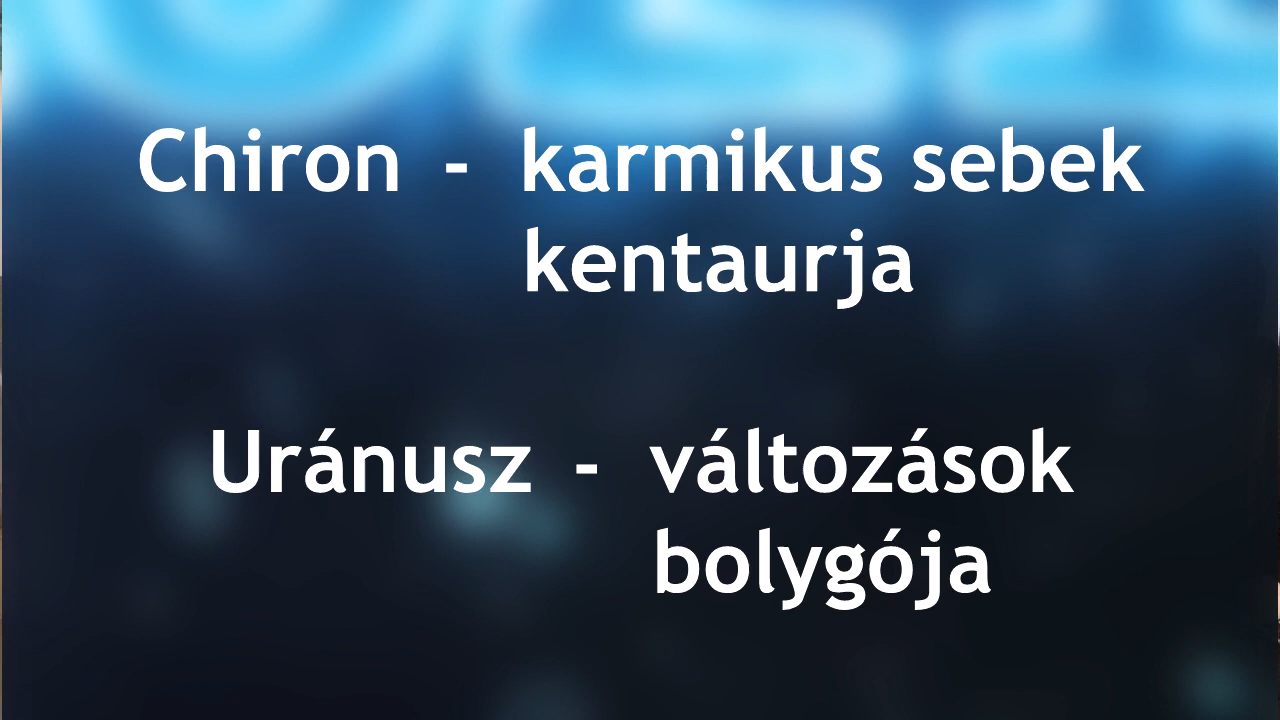 Chiron - karmikus sebek
kentaurja
Uránusz - változások
bolygója